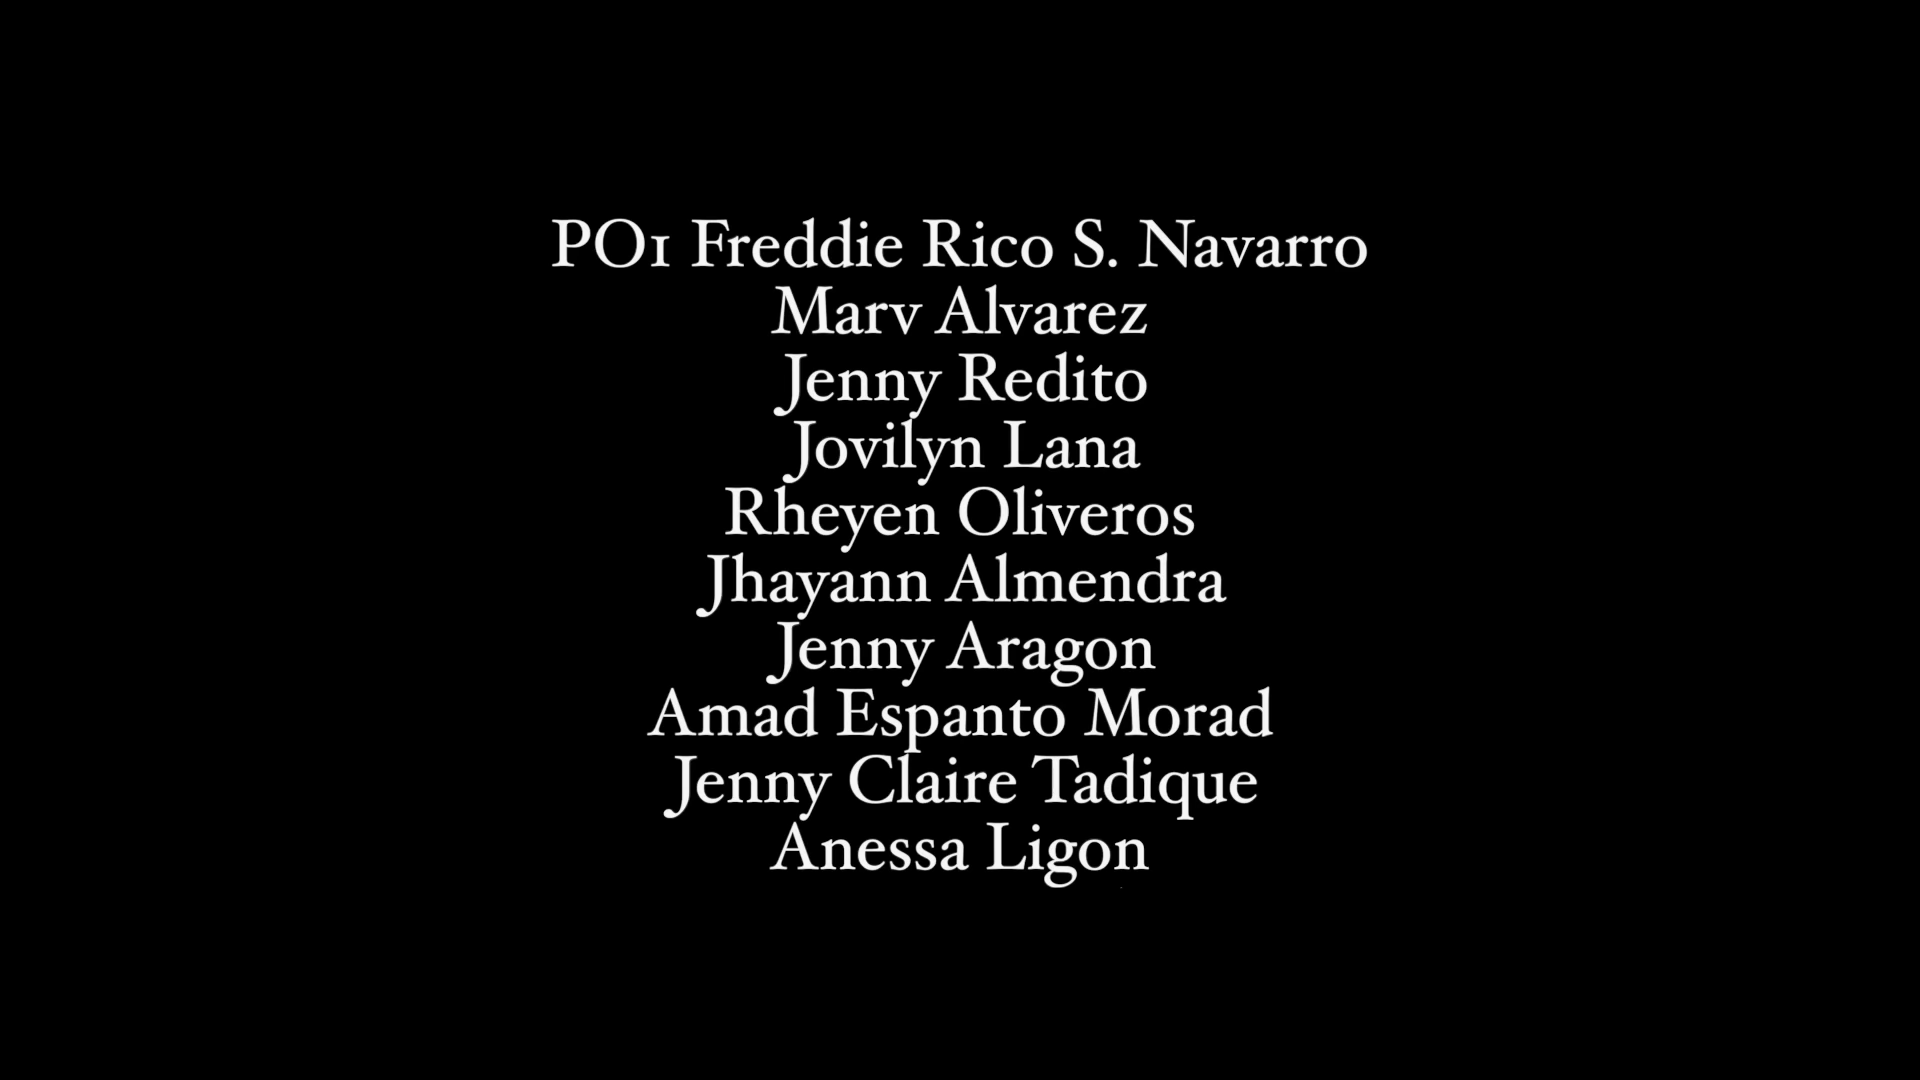 PO1 Freddie Rico S. Navarro
Marv Alvarez
Jenny Redito
Jovilyn Lana
Rheyen Oliveros
Jhayann Almendra
Jenny Aragon
Amad Espanto Morad
Jenny Claire Tadique
Anessa Ligon